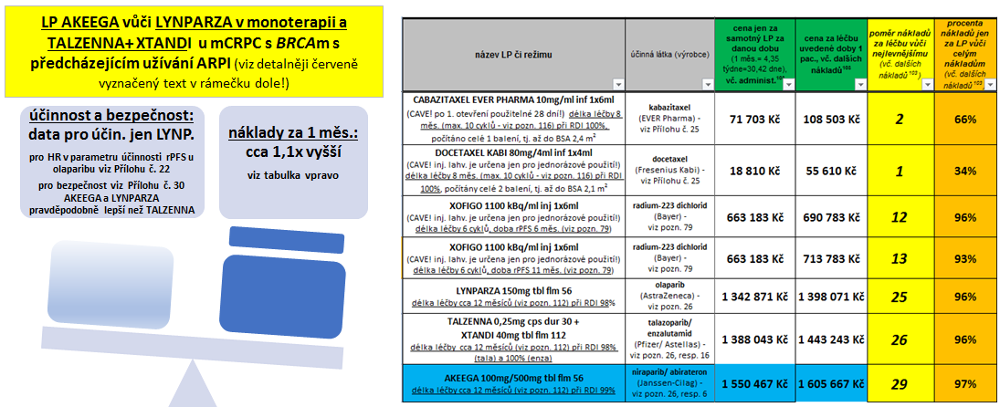 LP AKEEGA vůči LYNPARZA v monoterapii a
TALZENNA+ XTANDI u mCRPC s BRCAm s
předcházejícím užívání ARPI (viz detalněji červeně
vyznačený text v rámečku dole!)
účinnost a bezpečnost:
data pro účin. jen LYNP.
pro HR v parametru účinnosti rPFS u
olaparibu viz Přílohu č. 22
pro bezpečnost viz Přílohu č. 30
AKEEGA a LYNPARZA
pravděpodobně lepší než TALZENNA
náklady za 1 měs.:
cca 1,1x vyšší
viz tabulka vpravo
název LP či režimu
účinná látka (výrobce)
cena jen za
samotný LP za
danou dobu
(1 měs.= 4,35
týdne=30,42 dne),
vč. administ.
cena za léčbu
uvedené doby 1
pac., vč. dalších
nákladů¹⁰³
poměr nákladů
za léčbu vůči
nejlevnějšímu
(vč. dalších
nákladů ¹⁰³)
procenta
nákladů jen
za LP vůči
celým
nákladům
(vč. dalších
nákladů ¹⁰³)
CABAZITAXEL EVER PHARMA 10mg/ml inf 1x6ml
(CAVE! po 1. otevření použitelné 28 dní!) délka léčby 8
měs. (max. 10 cyklů - viz pozn. 116) při RDI 100%,
počítáno celé 1 balení, tj. až do BSA 2,4 m²
kabazitaxel
(EVER Pharma) -
viz Přílohu č. 25
71 703 Kč
108 503 Kč
2
66%
DOCETAXEL KABI 80mg/4ml inf 1x4ml
(CAVE! inj. lahv. je určena jen pro jednorázové použití!)
délka léčby 8 měs. (max. 10 cyklů - viz pozn. 116) při RDI
100%, počítány celé 2 balení, tj. až do BSA 2,1 m²
docetaxel
(Fresenius Kabi) -
viz Přílohu č. 25
18 810 Kč
55 610 Kč
1
34%
XOFIGO 1100 kBq/ml inj 1x6ml
(CAVE! inj. lahv. je určena jen pro jednorázové použití!)
délka léčby 6 cyklů, doba rPFS 6 měs. (viz pozn. 79)
radium-223 dichlorid
(Bayer) -
viz pozn. 79
663 183 Kč
690 783 Kč
12
96%
XOFIGO 1100 kBq/ml inj 1x6ml
(CAVE! inj. lahv. je určena jen pro jednorázové použití!)
délka léčby 6 cyklů, doba rPFS 11 měs. (viz pozn. 79)
radium-223 dichlorid
(Bayer) -
viz pozn. 79
663 183 Kč
713 783 Kč
13
93%
LYNPARZA 150mg tbl flm 56
délka léčby cca 12 měsíců (viz pozn. 112) při RDI 98%
olaparib
(AstraZeneca) -
viz pozn. 26
1 342 871 Kč
1 398 071 Kč
25
96%
TALZENNA 0,25mg cps dur 30 +
XTANDI 40mg tbl flm 112
délka léčby cca 12 měsíců (viz pozn. 112) při RDI 98%
(tala) a 100% (enza)
talazoparib/
enzalutamid
(Pfizer/ Astellas) -
viz pozn. 26, resp. 16
1 388 043 Kč
1 443 243 Kč
26
96%
AKEEGA 100mg/500mg tbl flm 56
délka léčby cca 12 měsíců (viz pozn. 112) při RDI 99%
niraparib/ abirateron
(Janssen-Cilag) -
viz pozn. 26, resp. 6
1 550 467 Kč
1 605 667 Kč
29
97%